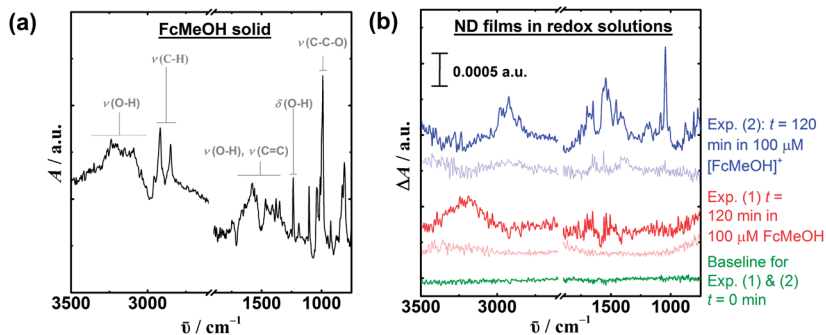 (a)
FcMeOH solid
ν(C-C-O)
ν(C-H)
ν(O-H)
δ(O-H)
ν(O-H), ν(C=C)
A / a.u.
3500 3000 1500 1000
ῡ / cm⁻¹
(b)
ND films in redox solutions
0.0005 a.u.
ΔA / a.u.
Exp. (2): t = 120
min in 100 μM
[FcMeOH]⁺
Exp. (1) t =
120 min in
100 μM FcMeOH
Baseline for
Exp. (1) & (2)
t = 0 min
3500 3000 1500 1000
ῡ / cm⁻¹